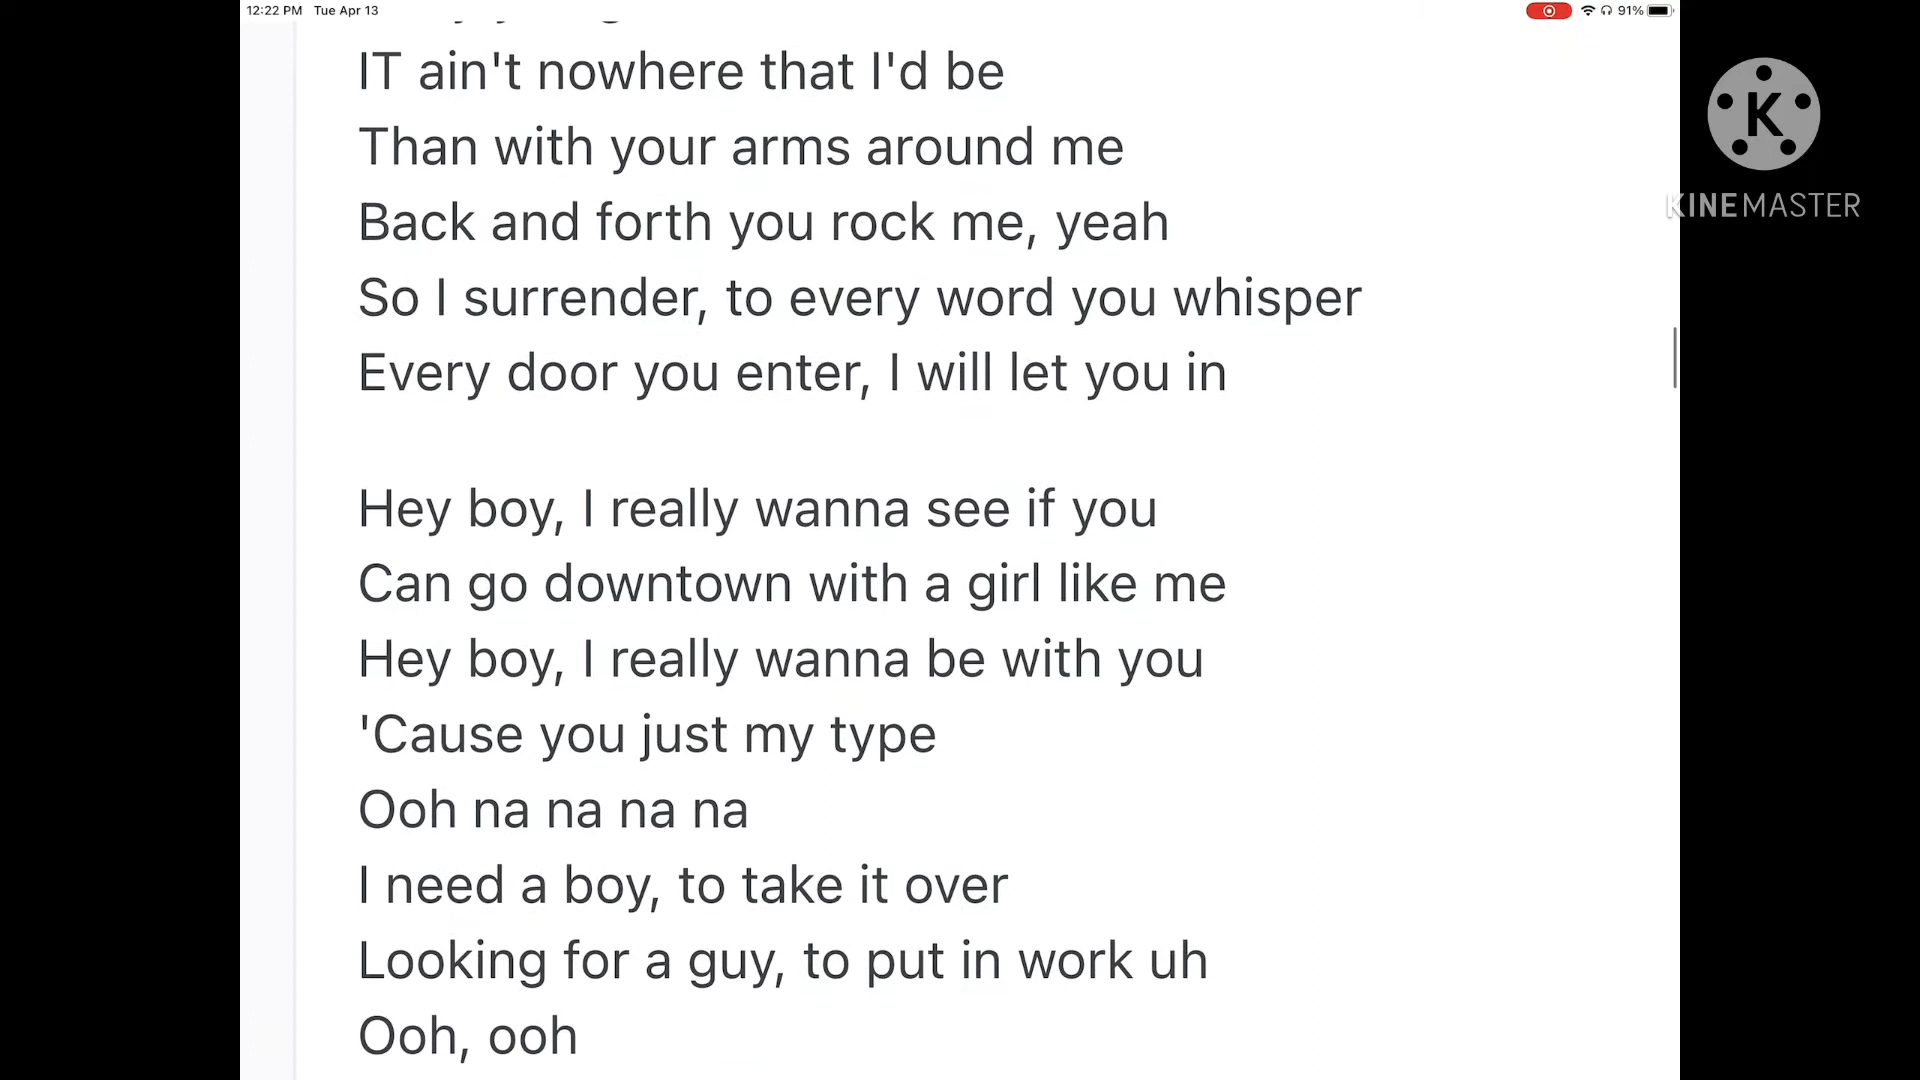 12:22 PM Tue Apr 13
91%
IT ain't nowhere that I'd be
Than with your arms around me
Back and forth you rock me, yeah
So I surrender, to every word you whisper
Every door you enter, I will let you in
Hey boy, I really wanna see if you
Can go downtown with a girl like me
Hey boy, I really wanna be with you
'Cause you just my type
Ooh na na na na
I need a boy, to take it over
Looking for a guy, to put in work uh
Ooh, ooh
K
KINEMASTER